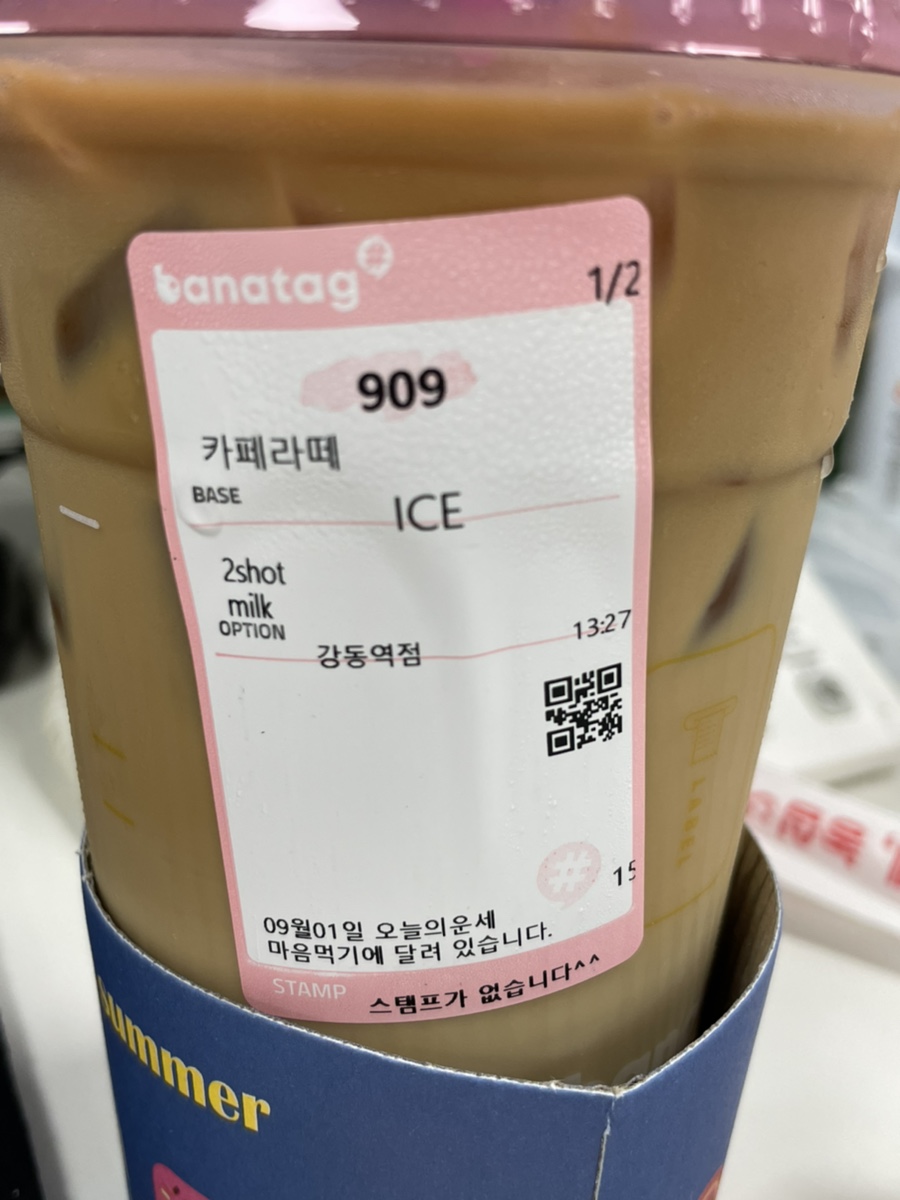 banatag
1/2
909
카페라떼
BASE
ICE
2shot
milk
OPTION
13:27
강동역점
# 15
09월01일 오늘의운세
마음먹기에 달려 있습니다.
STAMP 스탬프가 없습니다^^
LABEL
summer